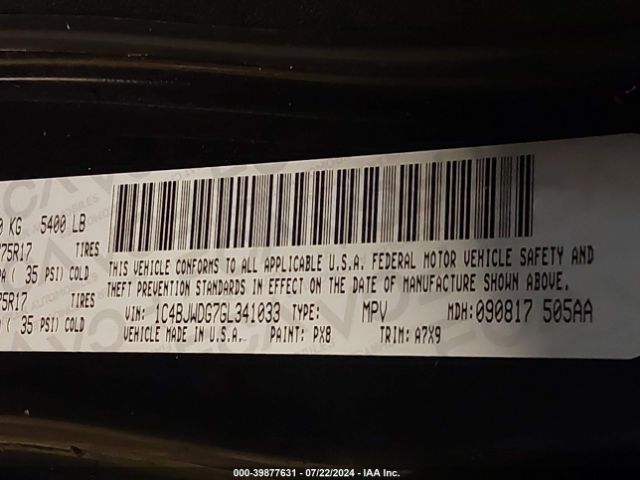 0 KG 5400 LB
75R17 TIRES
( 35 PSI) COLD
75R17 TIRES
( 35 PSI) COLD
THIS VEHICLE CONFORMS TO ALL APPLICABLE U.S.A. FEDERAL MOTOR VEHICLE SAFETY AND
THEFT PREVENTION STANDARDS IN EFFECT ON THE DATE OF MANUFACTURE SHOWN ABOVE.
VIN: 1C4BJWDG7GL341033 TYPE: MPV MDH: 090817 505AA
VEHICLE MADE IN U.S.A. PAINT: PX8 TRIM: A7X9
000-39877631 - 07/22/2024 - IAA Inc.